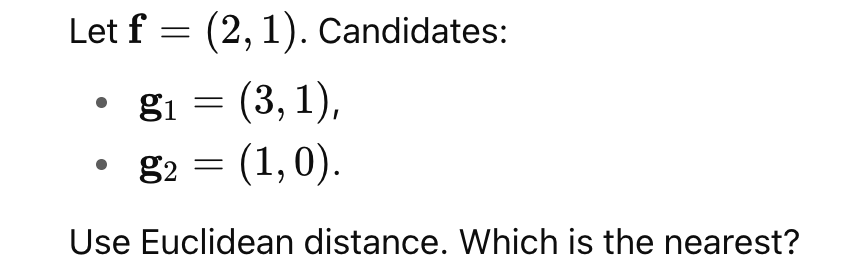 Let f = (2, 1). Candidates:
• g₁ = (3, 1),
• g₂ = (1, 0).
Use Euclidean distance. Which is the nearest?